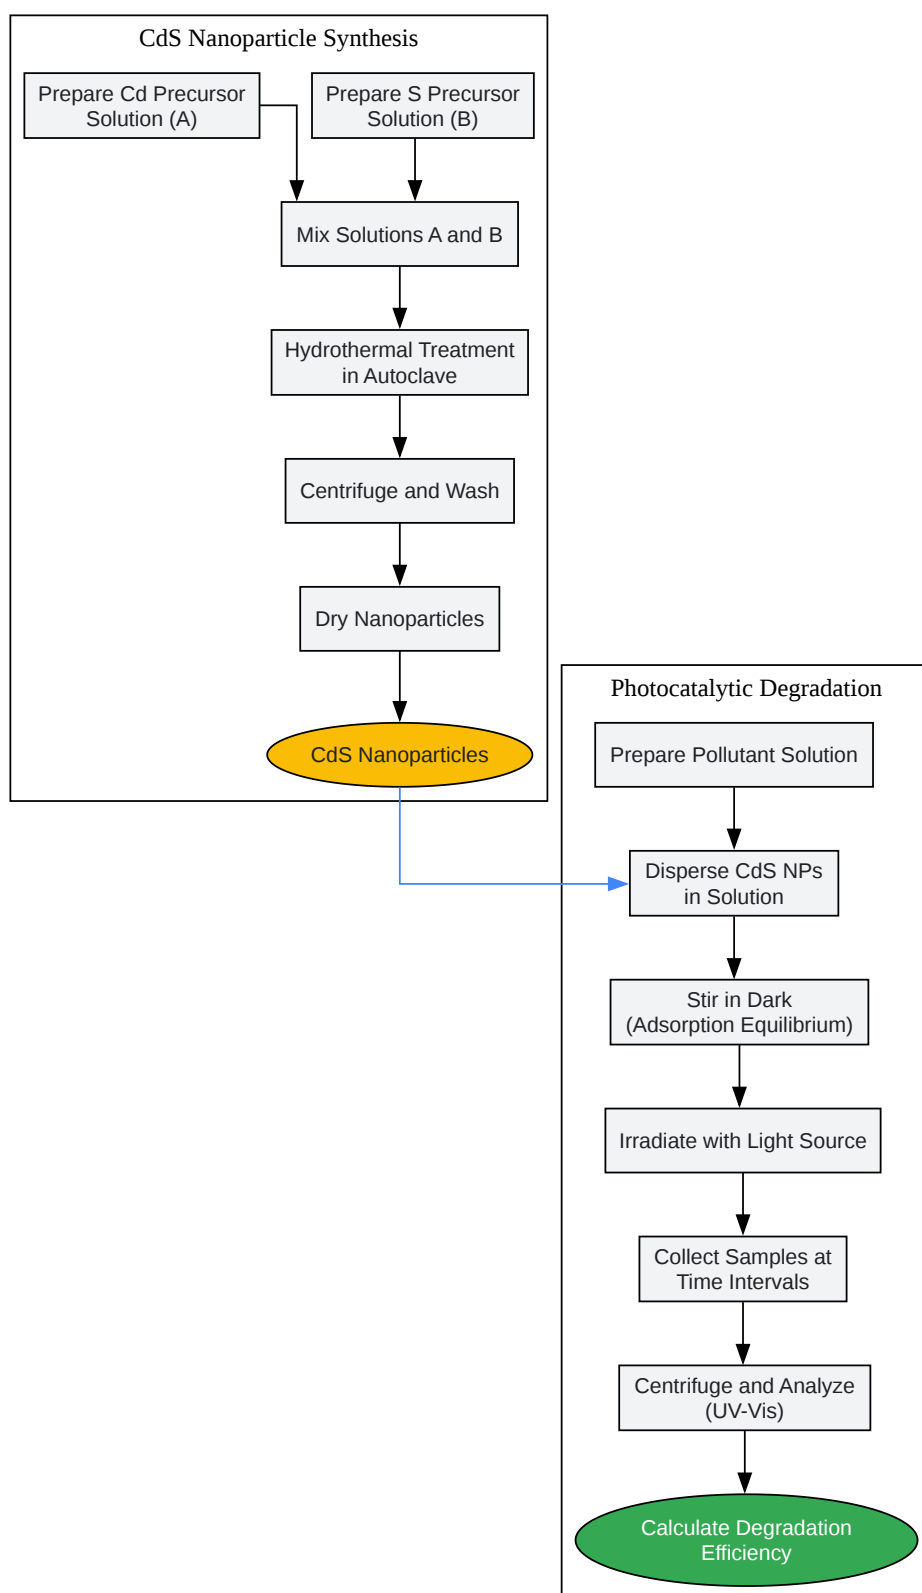 CdS Nanoparticle Synthesis
Prepare Cd Precursor
Solution (A)
Prepare S Precursor
Solution (B)
Mix Solutions A and B
Hydrothermal Treatment
in Autoclave
Centrifuge and Wash
Dry Nanoparticles
CdS Nanoparticles
Photocatalytic Degradation
Prepare Pollutant Solution
Disperse CdS NPs
in Solution
Stir in Dark
(Adsorption Equilibrium)
Irradiate with Light Source
Collect Samples at
Time Intervals
Centrifuge and Analyze
(UV-Vis)
Calculate Degradation
Efficiency